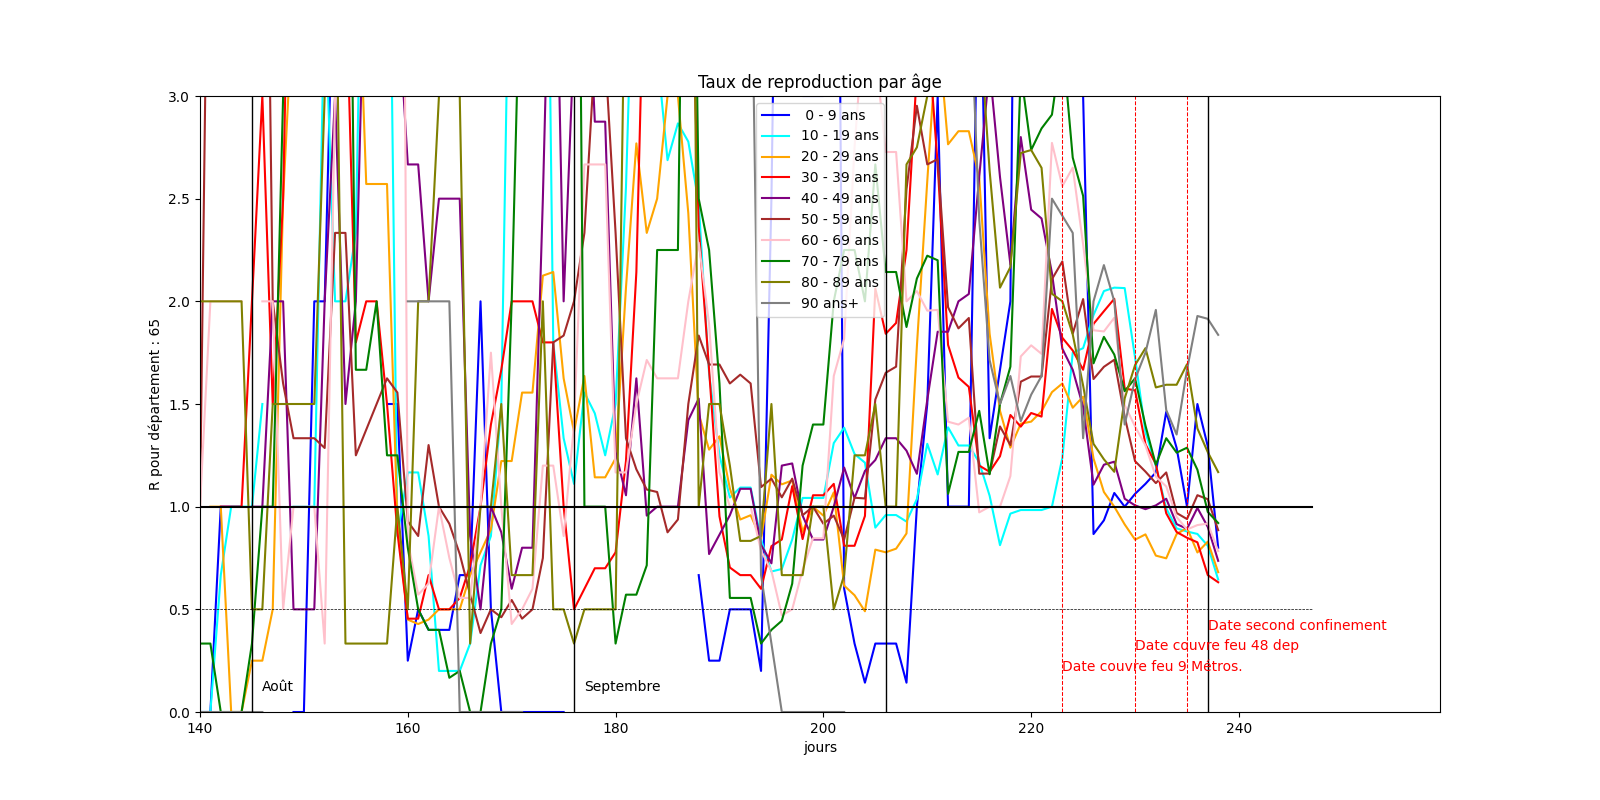 Taux de reproduction par âge
R pour département : 65
3.0
2.5
2.0
1.5
1.0
0.5
0.0
0 - 9 ans
10 - 19 ans
20 - 29 ans
30 - 39 ans
40 - 49 ans
50 - 59 ans
60 - 69 ans
70 - 79 ans
80 - 89 ans
90 ans+
Date second confinement
Date couvre feu 48 dep
Date couvre feu 9 Métros.
Août
Septembre
140 160 180 200 220 240
jours